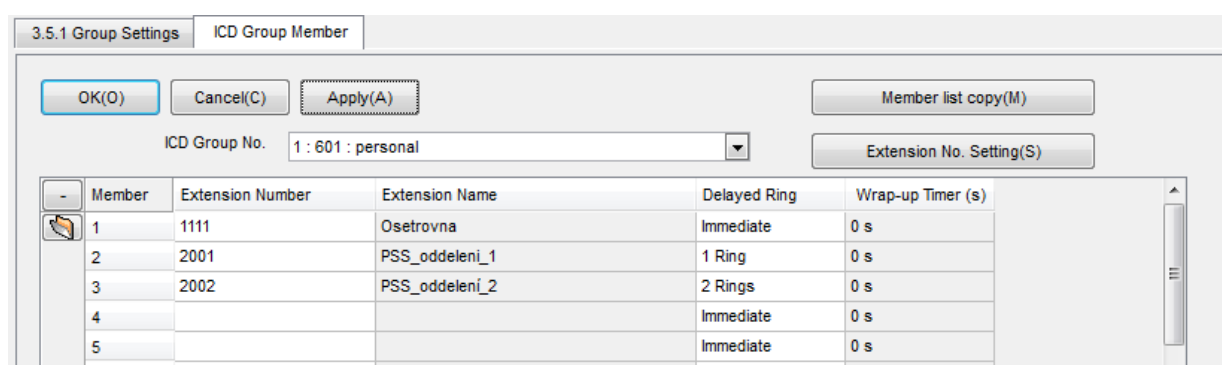 3.5.1 Group Settings ICD Group Member
OK(O) Cancel(C) Apply(A) Member list copy(M)
ICD Group No. 1 : 601 : personal Extension No. Setting(S)
- Member Extension Number Extension Name Delayed Ring Wrap-up Timer (s)
1 1111 Osetrovna Immediate 0 s
2 2001 PSS_oddeleni_1 1 Ring 0 s
3 2002 PSS_oddelení_2 2 Rings 0 s
4 Immediate 0 s
5 Immediate 0 s